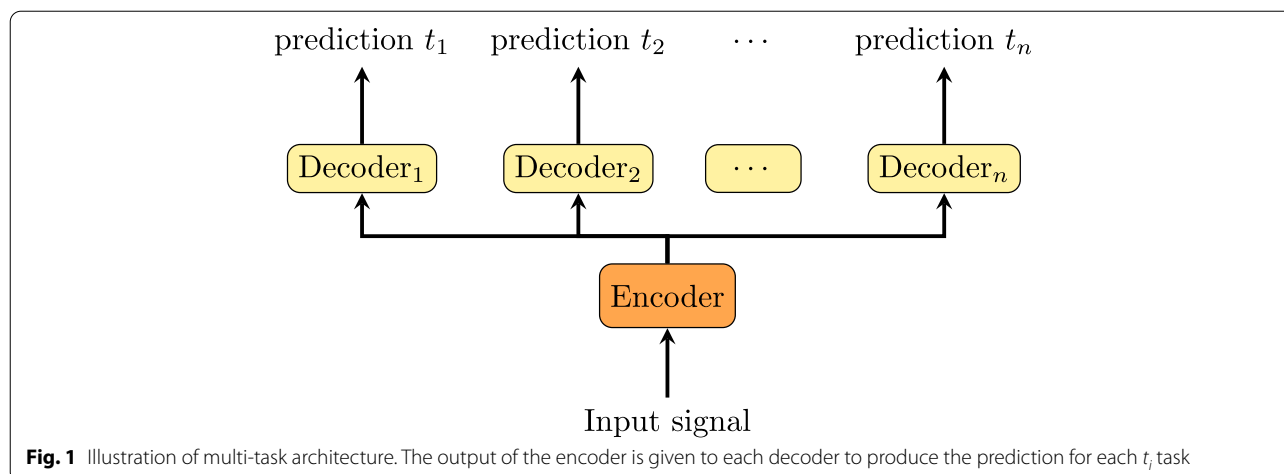 prediction t₁ prediction t₂ ··· prediction tₙ
Decoder₁ Decoder₂ ··· Decoderₙ
Encoder
Input signal
Fig. 1 Illustration of multi-task architecture. The output of the encoder is given to each decoder to produce the prediction for each tᵢ task